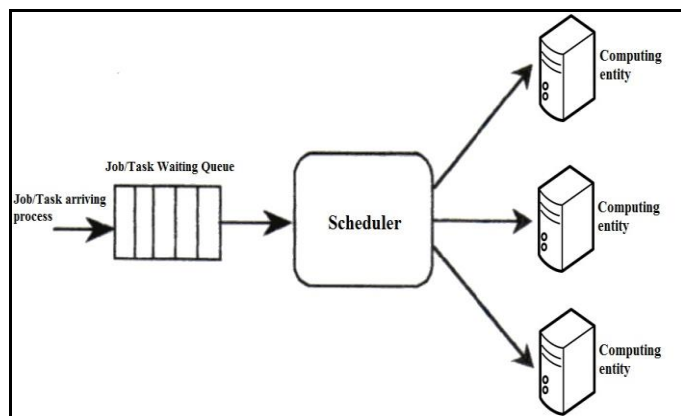 Job/Task arriving
process
Job/Task Waiting Queue
Scheduler
Computing
entity
Computing
entity
Computing
entity